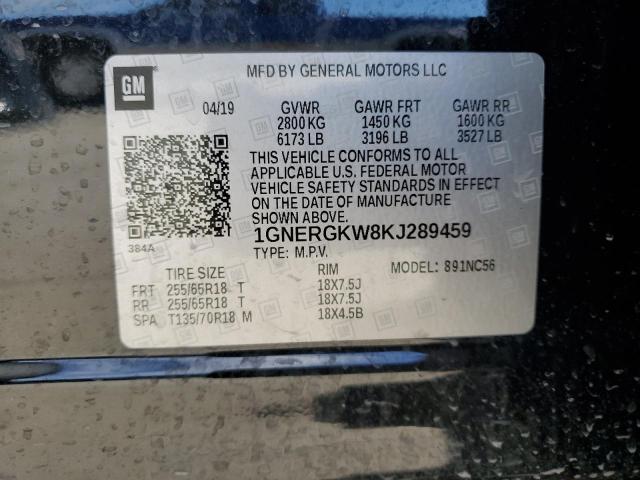 GM
MFD BY GENERAL MOTORS LLC
04/19 GVWR GAWR FRT GAWR RR
2800 KG 1450 KG 1600 KG
6173 LB 3196 LB 3527 LB
THIS VEHICLE CONFORMS TO ALL
APPLICABLE U.S. FEDERAL MOTOR
VEHICLE SAFETY STANDARDS IN EFFECT
ON THE DATE OF MANUFACTURE
SHOWN ABOVE.
384A
1GNERGKW8KJ289459
TYPE: M.P.V. MODEL: 891NC56
TIRE SIZE RIM
FRT 255/65R18 T 18X7.5J
RR 255/65R18 T 18X7.5J
SPA T135/70R18 M 18X4.5B